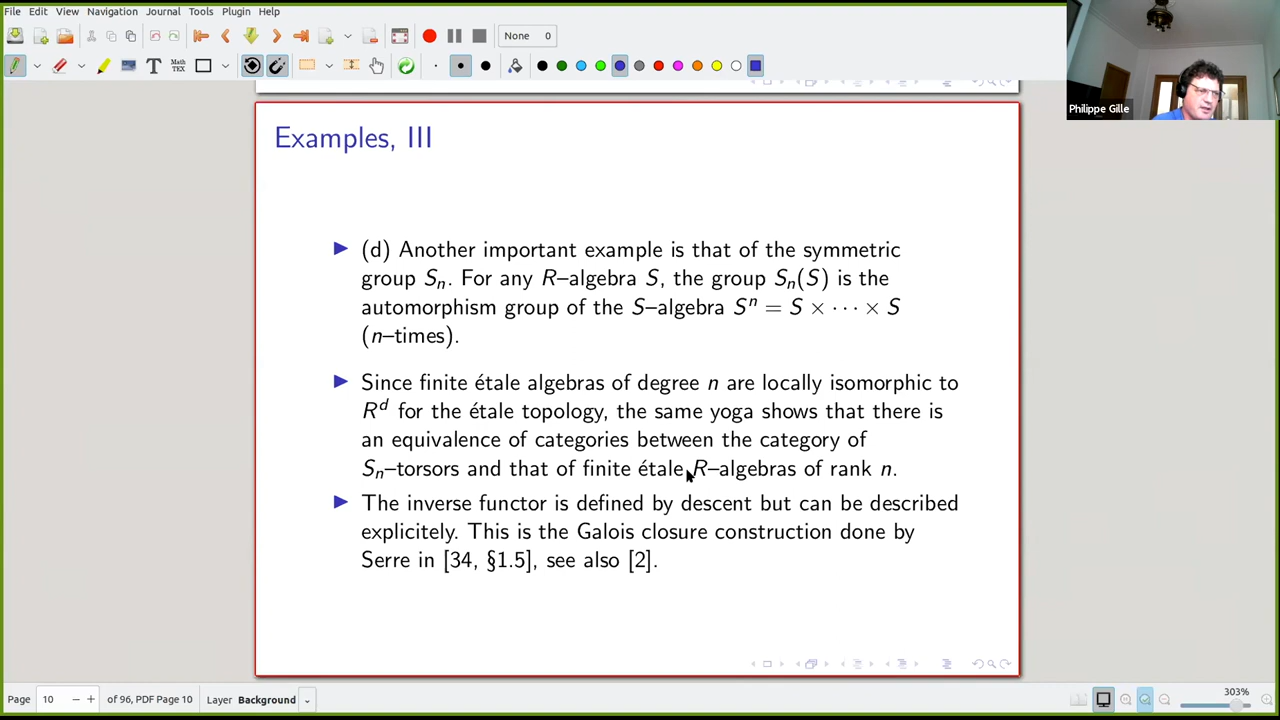 File Edit View Navigation Journal Tools Plugin Help
None 0
Philippe Gille
Examples, III
(d) Another important example is that of the symmetric
group Sₙ. For any R–algebra S, the group Sₙ(S) is the
automorphism group of the S–algebra Sⁿ = S × ⋯ × S
(n–times).
Since finite étale algebras of degree n are locally isomorphic to
Rᵈ for the étale topology, the same yoga shows that there is
an equivalence of categories between the category of
Sₙ–torsors and that of finite étale R–algebras of rank n.
The inverse functor is defined by descent but can be described
explicitely. This is the Galois closure construction done by
Serre in [34, §1.5], see also [2].
Page 10 of 96, PDF Page 10 Layer Background 303%